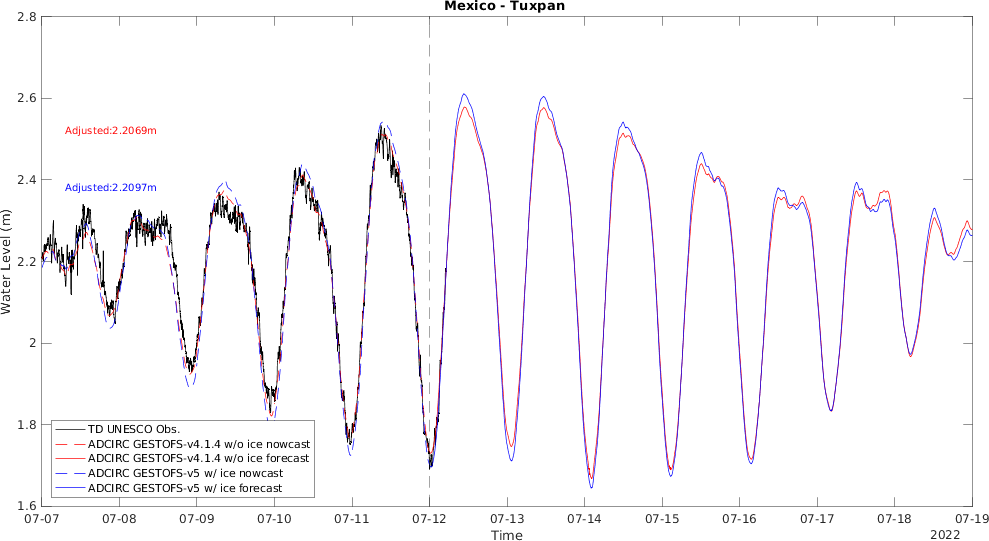 Mexico - Tuxpan
2.8
2.6
2.4
2.2
2
1.8
1.6
Water Level (m)
Adjusted:2.2069m
Adjusted:2.2097m
TD UNESCO Obs.
ADCIRC GESTOFS-v4.1.4 w/o ice nowcast
ADCIRC GESTOFS-v4.1.4 w/o ice forecast
ADCIRC GESTOFS-v5 w/ ice nowcast
ADCIRC GESTOFS-v5 w/ ice forecast
07-07 07-08 07-09 07-10 07-11 07-12 07-13 07-14 07-15 07-16 07-17 07-18 07-19
Time
2022